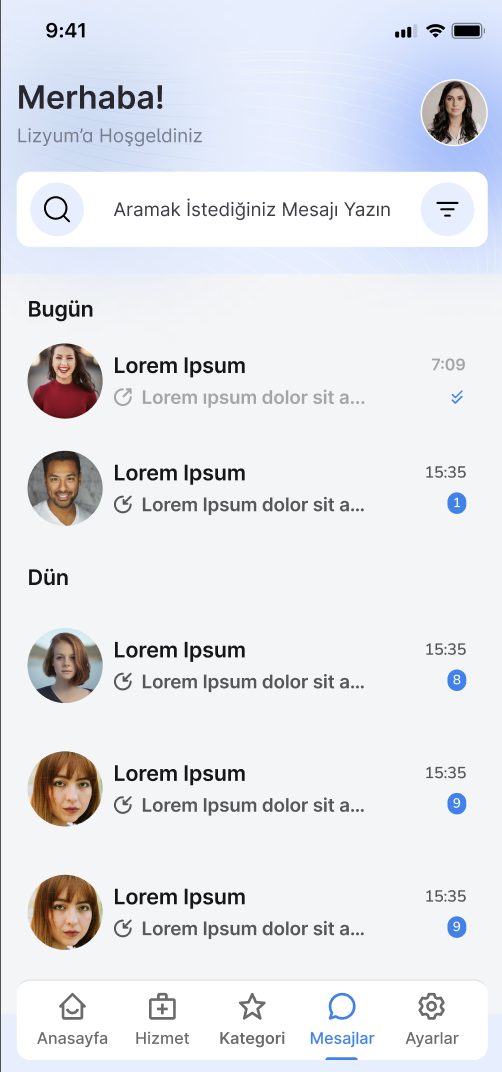 9:41
Merhaba!
Lizyum'a Hoşgeldiniz
Aramak İstediğiniz Mesajı Yazın
Bugün
Lorem Ipsum 7:09
Lorem ıpsum dolor sit a...
Lorem Ipsum 15:35
Lorem Ipsum dolor sit a... 1
Dün
Lorem Ipsum 15:35
Lorem Ipsum dolor sit a... 8
Lorem Ipsum 15:35
Lorem Ipsum dolor sit a... 9
Lorem Ipsum 15:35
Lorem Ipsum dolor sit a... 9
Anasayfa Hizmet Kategori Mesajlar Ayarlar